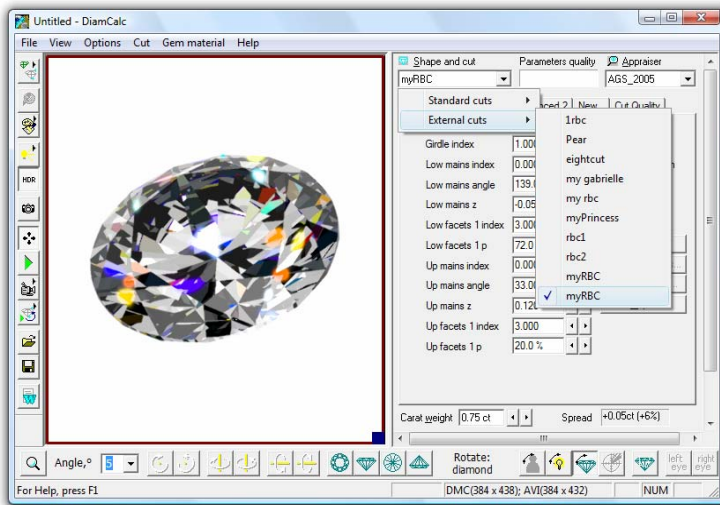 Untitled - DiamCalc
File View Options Cut Gem material Help
Shape and cut Parameters quality Appraiser
myRBC AGS_2005
Standard cuts
External cuts
2 New Cut Quality
1rbc
Pear
eightcut
my gabrielle
my rbc
myPrincess
rbc1
rbc2
myRBC
myRBC
Girdle index 1.000
Low mains index 0.000
Low mains angle 139.0
Low mains z -0.05
Low facets 1 index 3.000
Low facets 1 p 72.0
Up mains index 0.000
Up mains angle 33.00
Up mains z 0.120
Up facets 1 index 3.000
Up facets 1 p 20.0 %
HDR
Carat weight 0.75 ct Spread +0.05ct (+6%)
Angle,° 5 Rotate: diamond left eye right eye
For Help, press F1 DMC(384 x 438); AVI(384 x 432) NUM